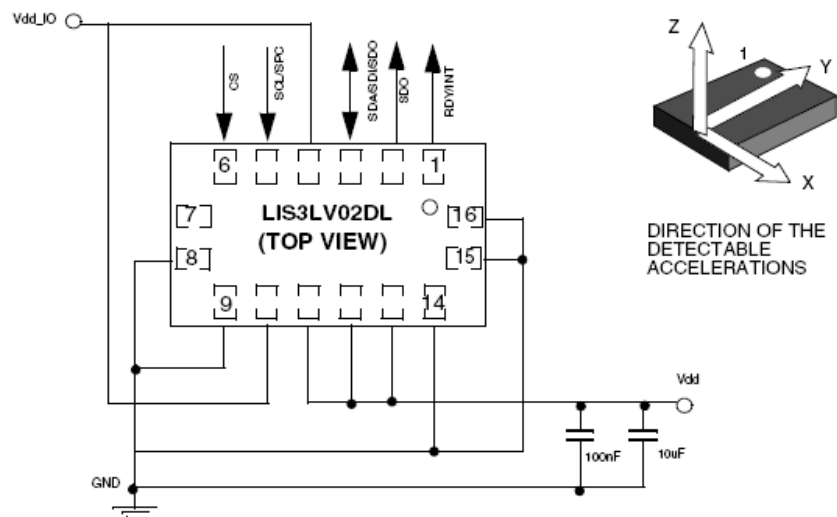 Vdd_IO
CS
SCL/SPC
SDA/SDI/SDO
SDO
RDY/INT
Z
1
Y
X
6
1
7
LIS3LV02DL
16
8
(TOP VIEW)
15
9
14
DIRECTION OF THE
DETECTABLE
ACCELERATIONS
Vdd
100nF
10uF
GND